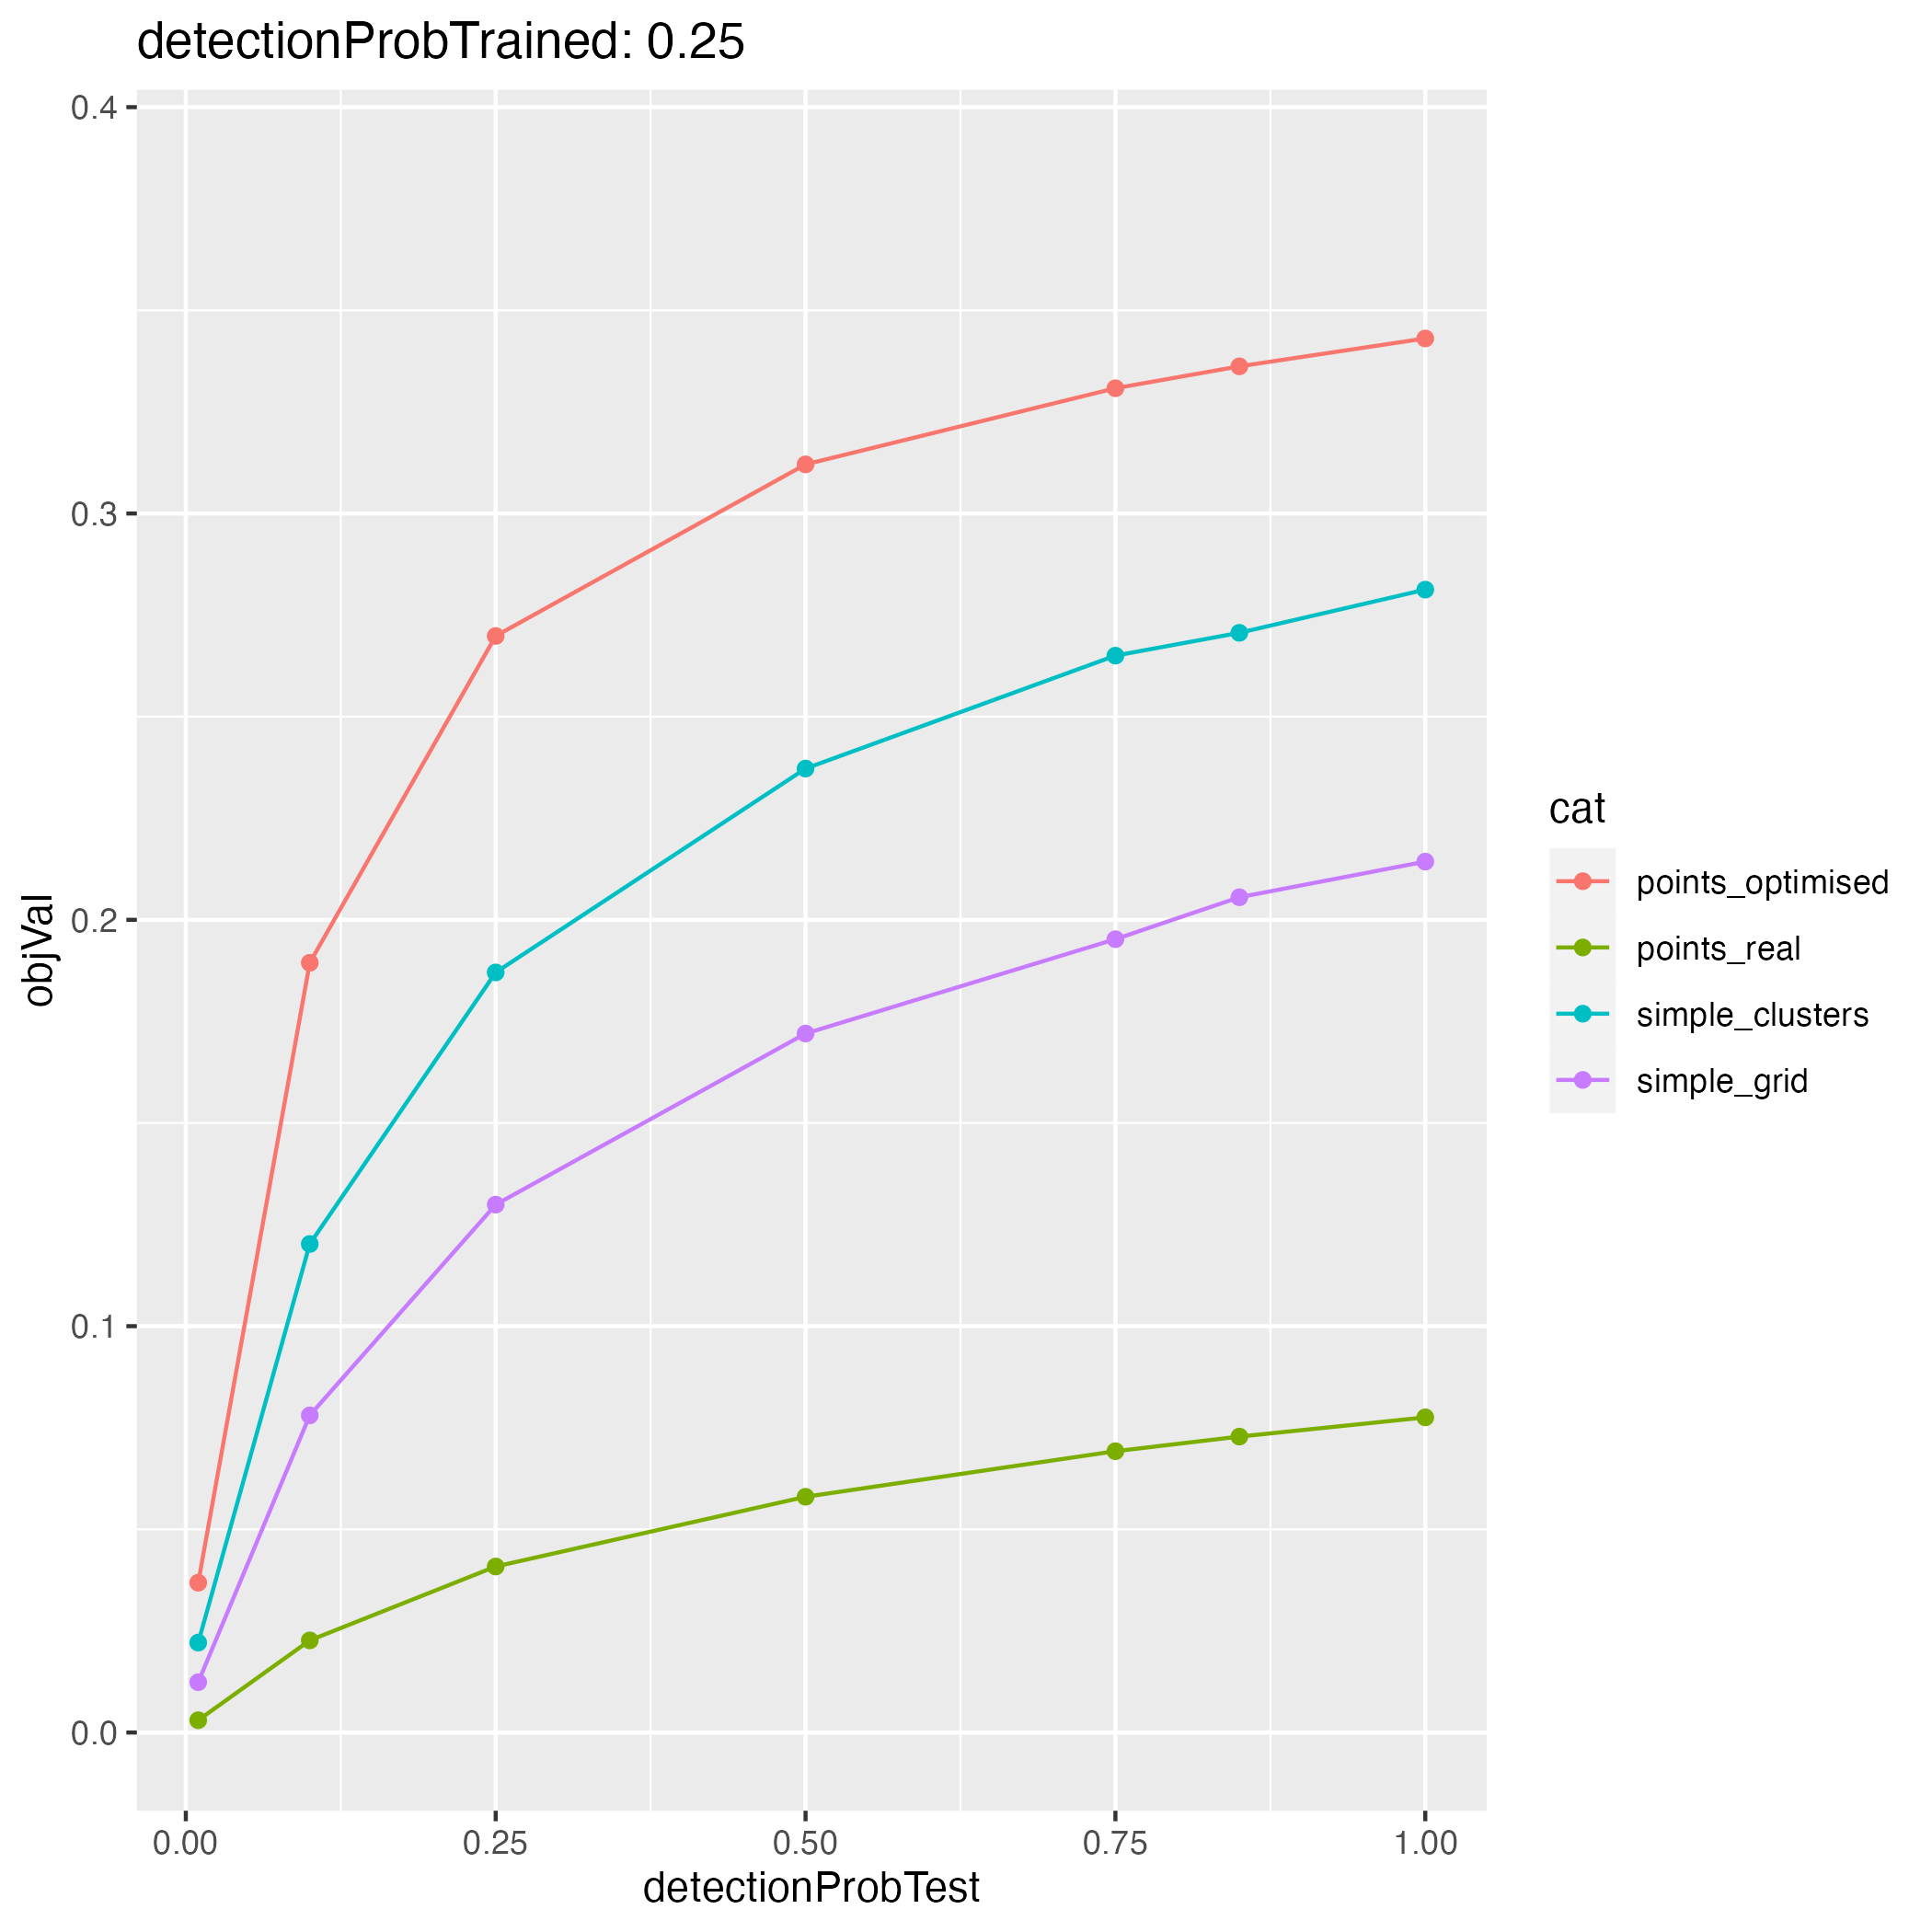 detectionProbTrained: 0.25
0.4
0.3
0.2
0.1
0.0
objVal
0.00 0.25 0.50 0.75 1.00
detectionProbTest
cat
points_optimised
points_real
simple_clusters
simple_grid